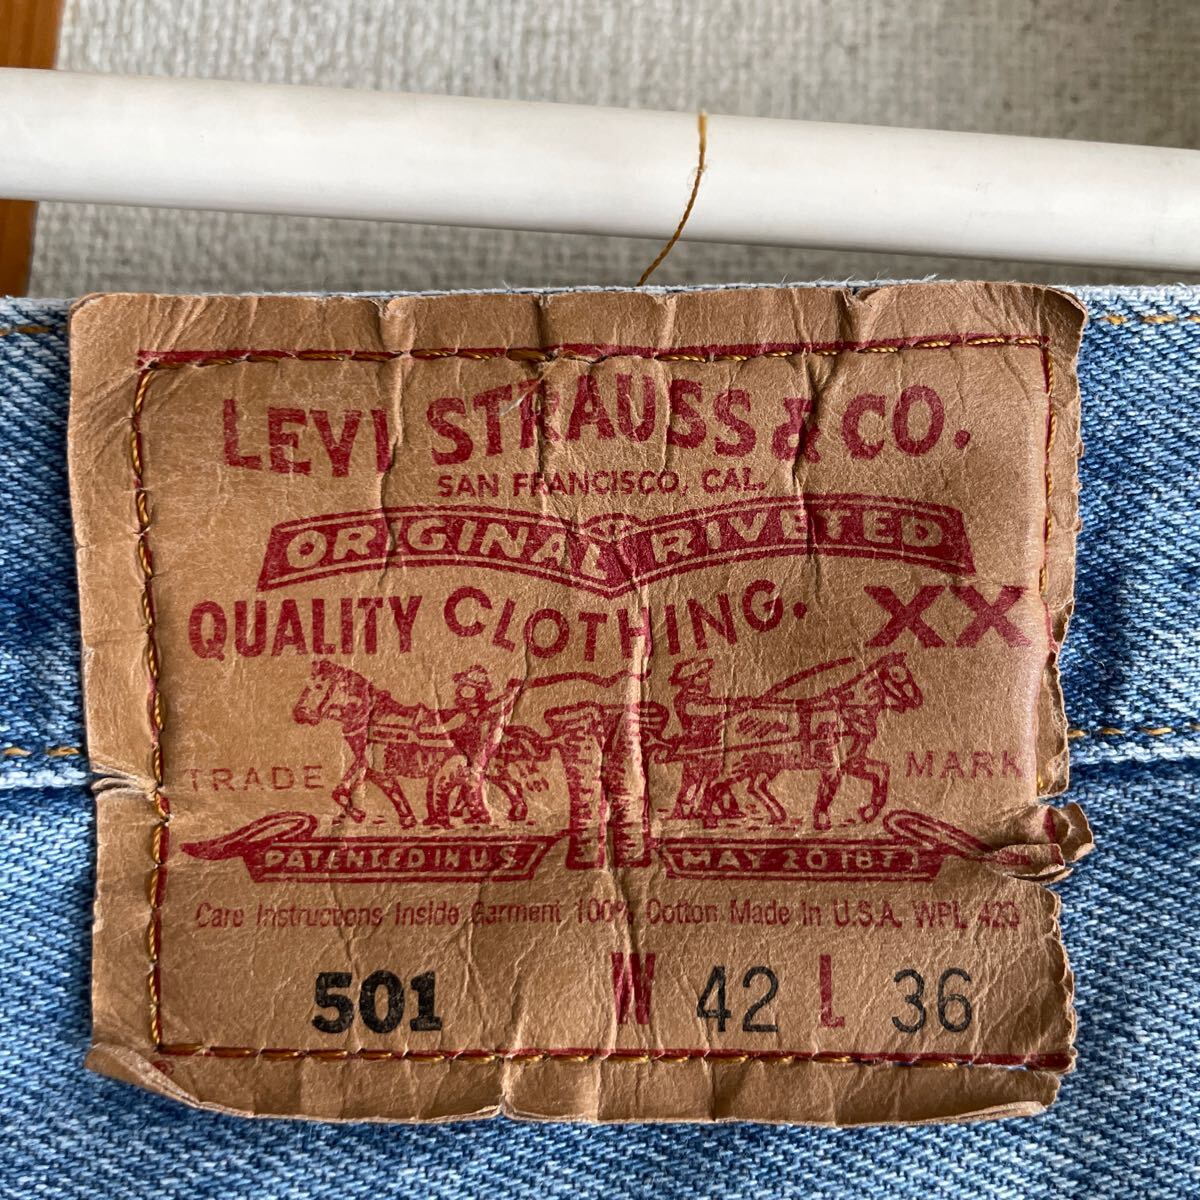 LEVI STRAUSS & CO.
SAN FRANCISCO, CAL.
ORIGINAL RIVETED
QUALITY CLOTHING. XX
TRADE MARK
PATENTED IN U.S. MAY 20 187
Care Instructions Inside Garment 100% Cotton Made in U.S.A. WPL 423
501 W 42 L 36